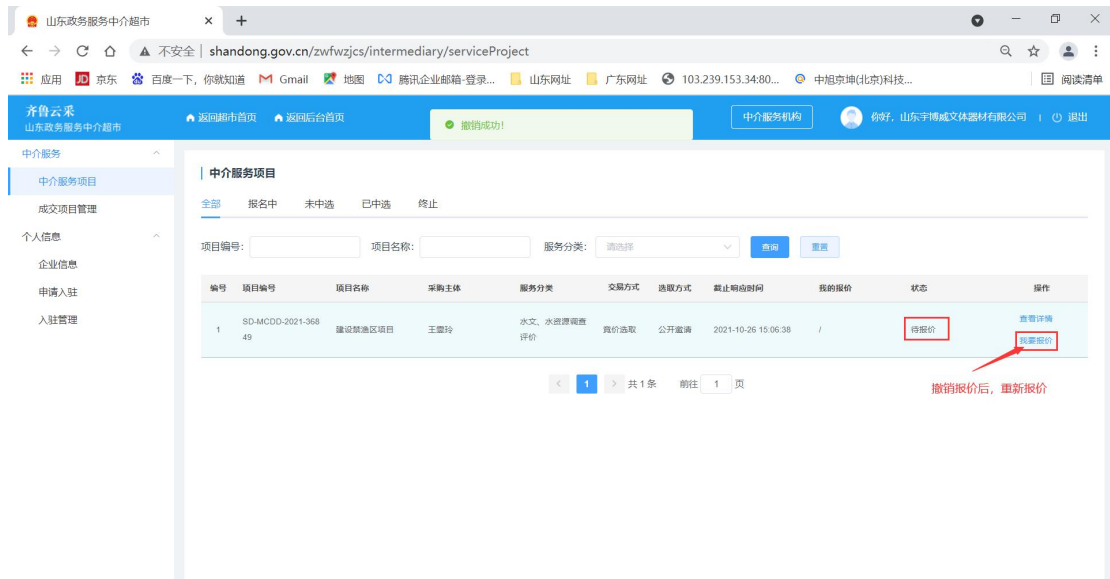 山东政务服务中介超市
不安全 | shandong.gov.cn/zwfwzjcs/intermediary/serviceProject
应用 JD 京东 百度一下，你就知道 Gmail 地图 腾讯企业邮箱-登录... 山东网址 广东网址 103.239.153.34:80... 中旭京坤(北京)科技... 阅读清单
齐鲁云采
山东政务服务中介超市
返回超市首页 返回后台首页
撤销成功!
中介服务机构 你好，山东宇博威文体器材有限公司 | 退出
中介服务
中介服务项目
成交项目管理
个人信息
企业信息
申请入驻
入驻管理
中介服务项目
全部 报名中 未中选 已中选 终止
项目编号: 项目名称: 服务分类: 请选择 查询 重置
编号 项目编号 项目名称 采购主体 服务分类 交易方式 选取方式 截止响应时间 我的报价 状态 操作
1 SD-MCDD-2021-36849 建设禁渔区项目 王雪玲 水文、水资源调查评价 竞价选取 公开邀请 2021-10-26 15:06:38 / 待报价 查看详情
我要报价
< 1 > 共 1 条 前往 1 页
撤销报价后，重新报价